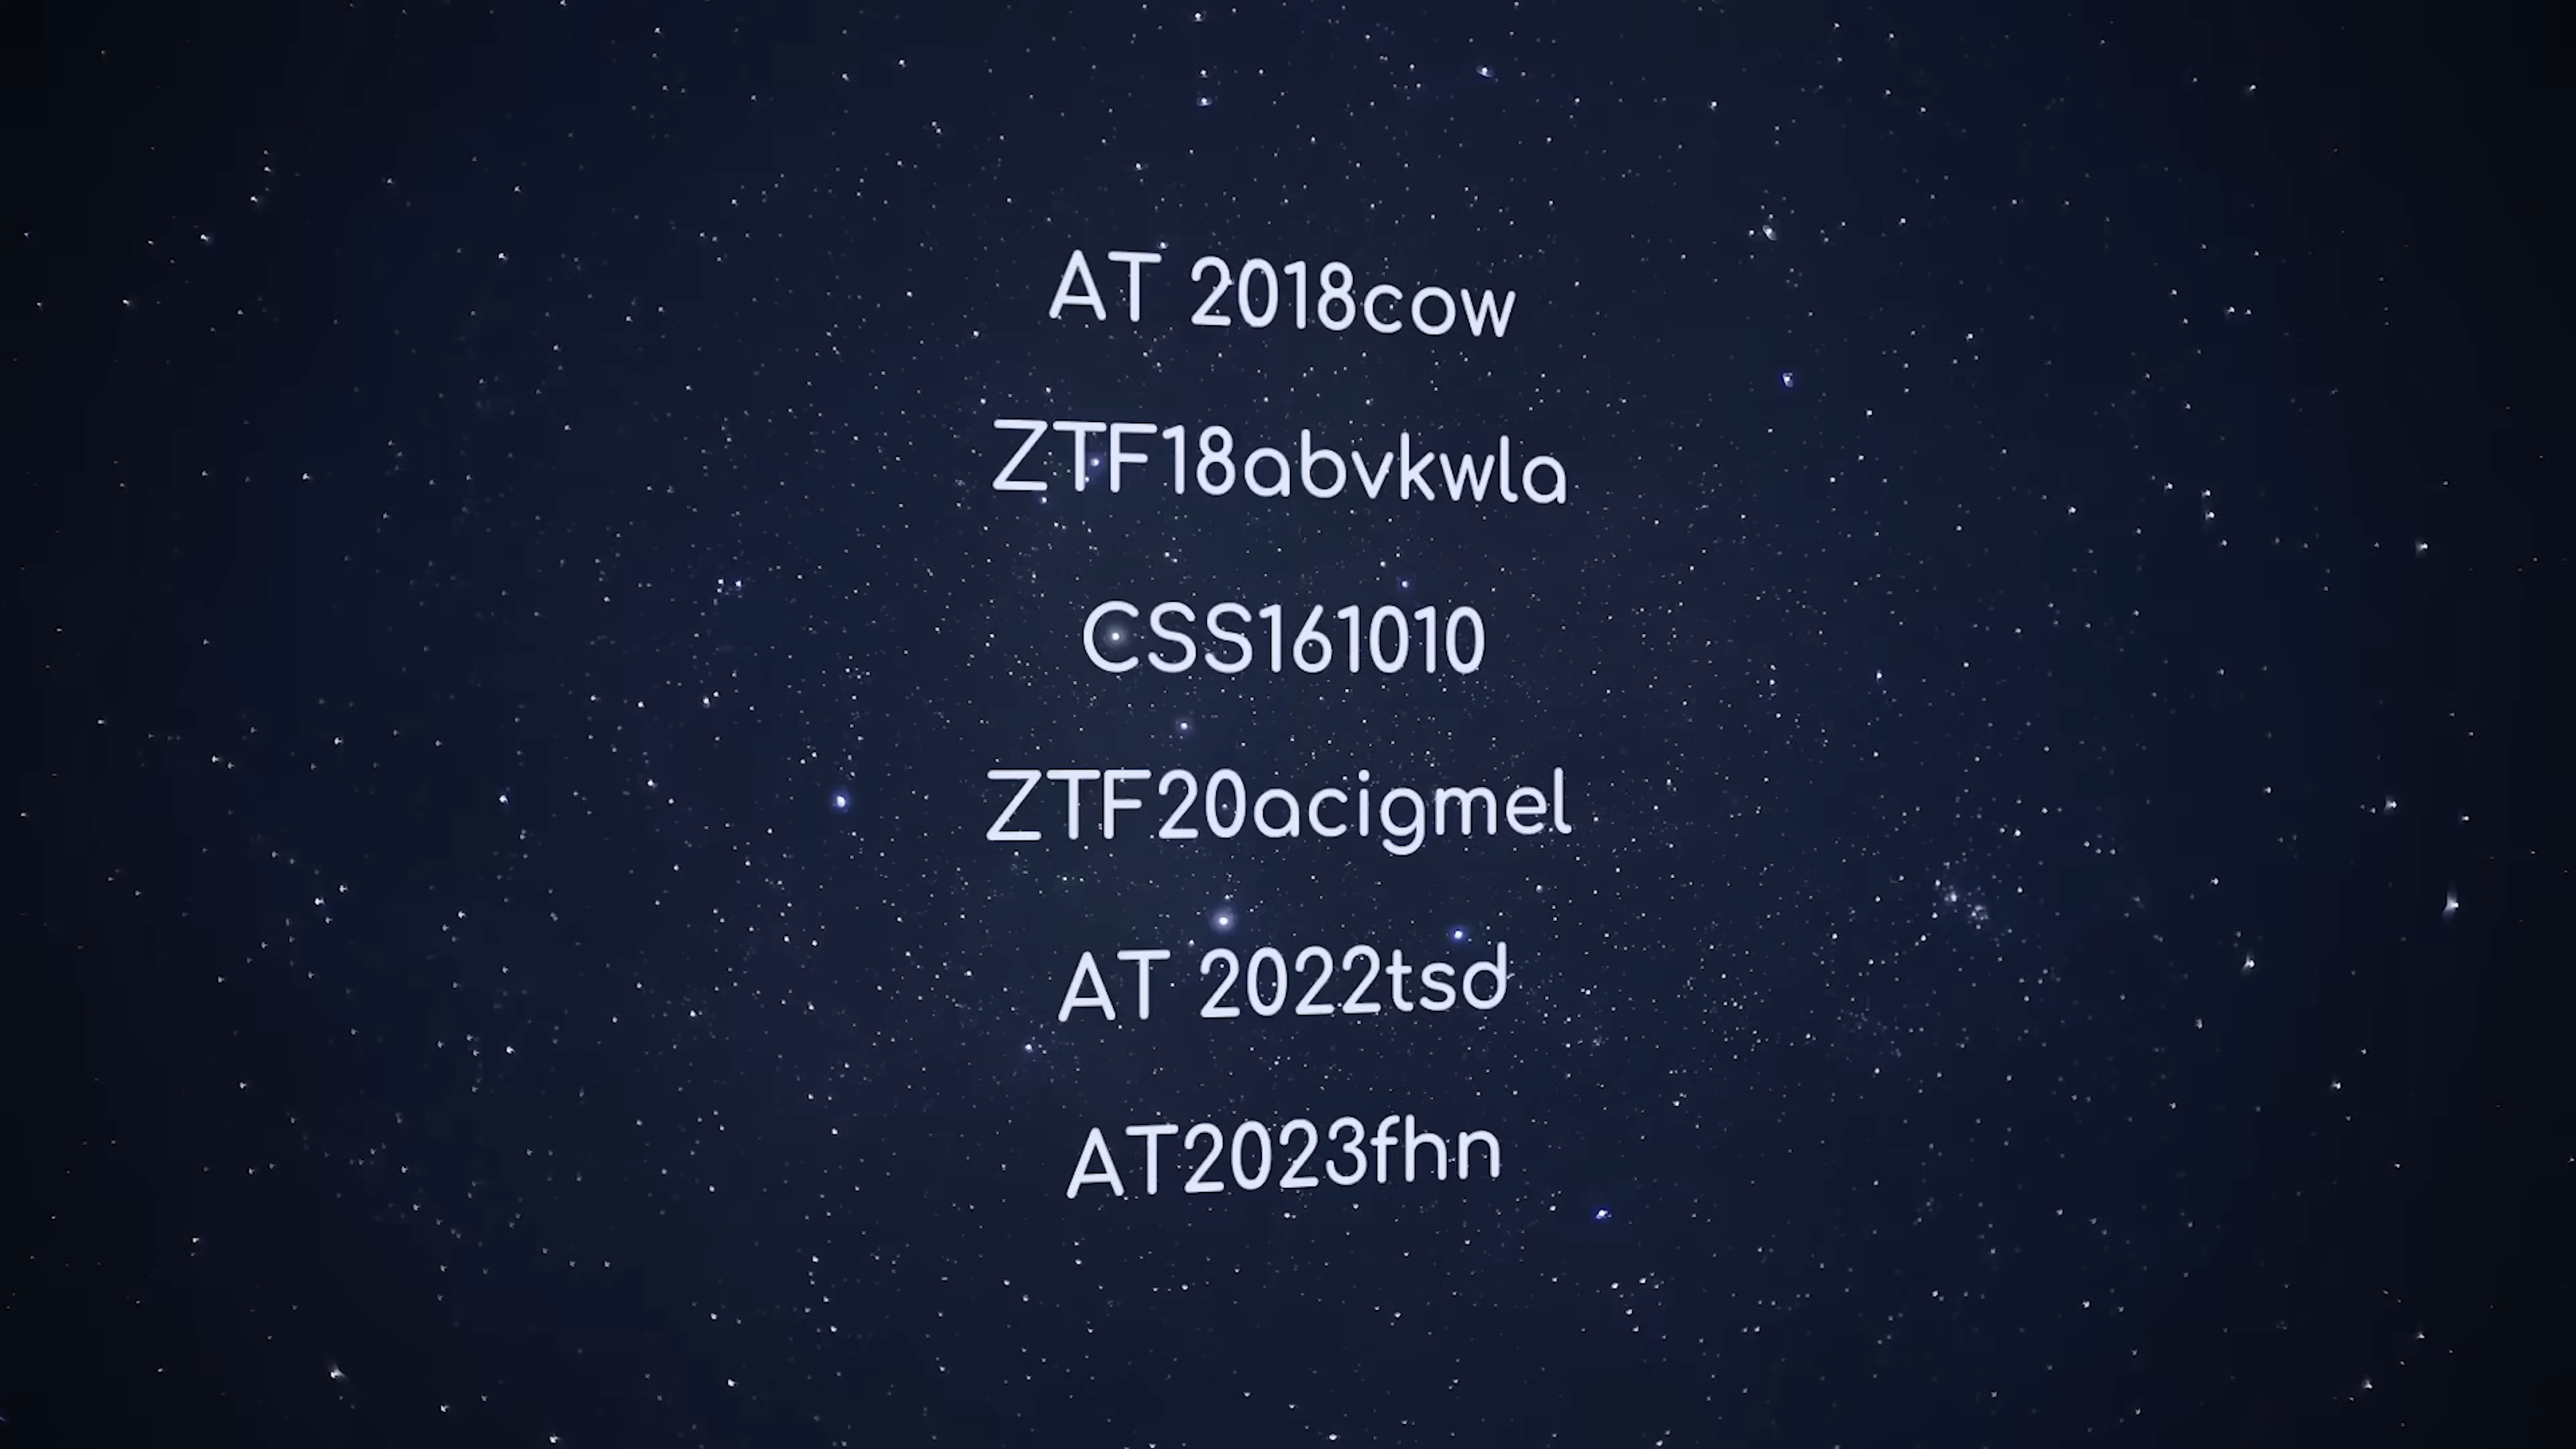 AT 2018cow
ZTF18abvkwla
CSS161010
ZTF20acigmel
AT 2022tsd
AT2023fhn